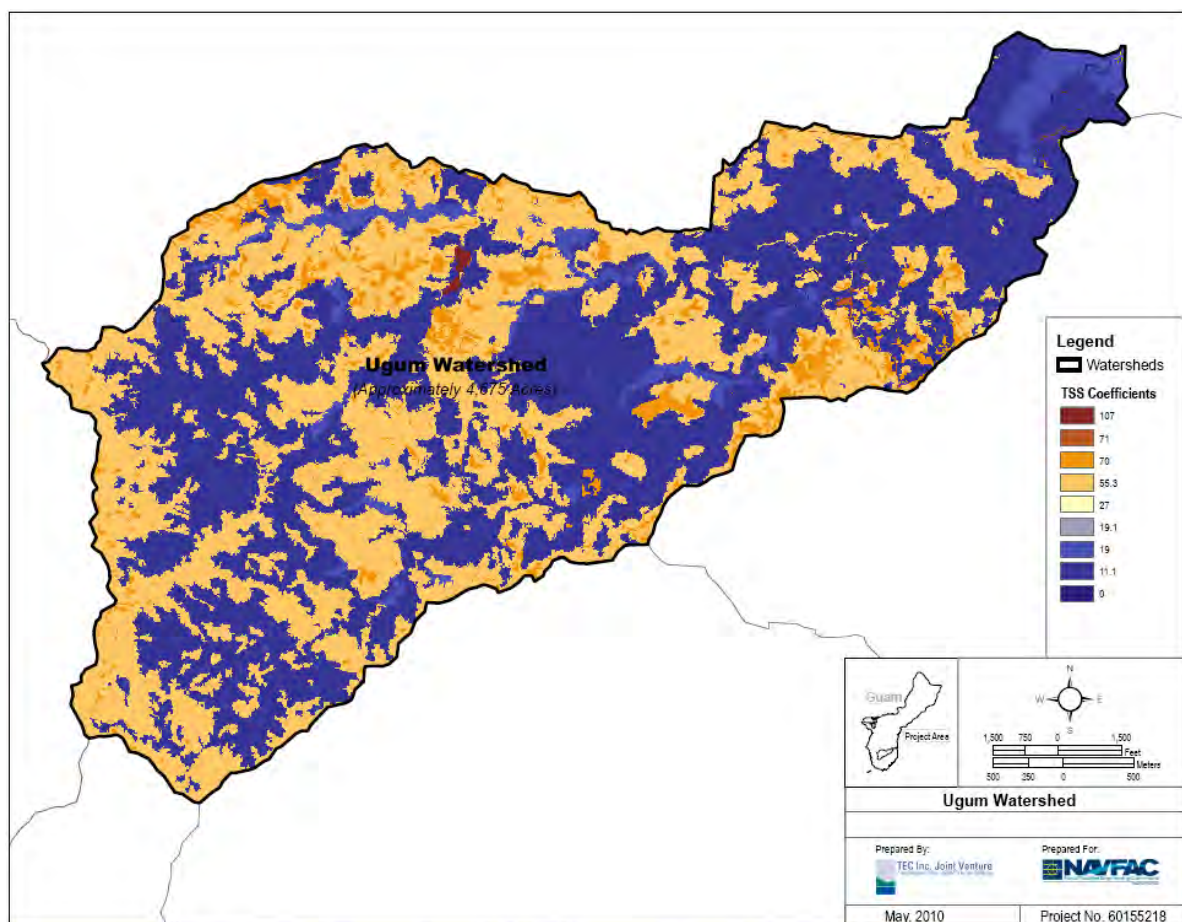 Ugum Watershed
(Approximately 4,675 Acres)
Legend
Watersheds
TSS Coefficients
107
71
70
55.3
27
19.1
19
11.1
0
Guam
Project Area
N
W
E
S
1,500 750 0 1,500
Feet
Meters
500 250 0 500
Ugum Watershed
Prepared By:
TEC Inc. Joint Venture
Prepared For:
NAVFAC
May, 2010
Project No. 60155218